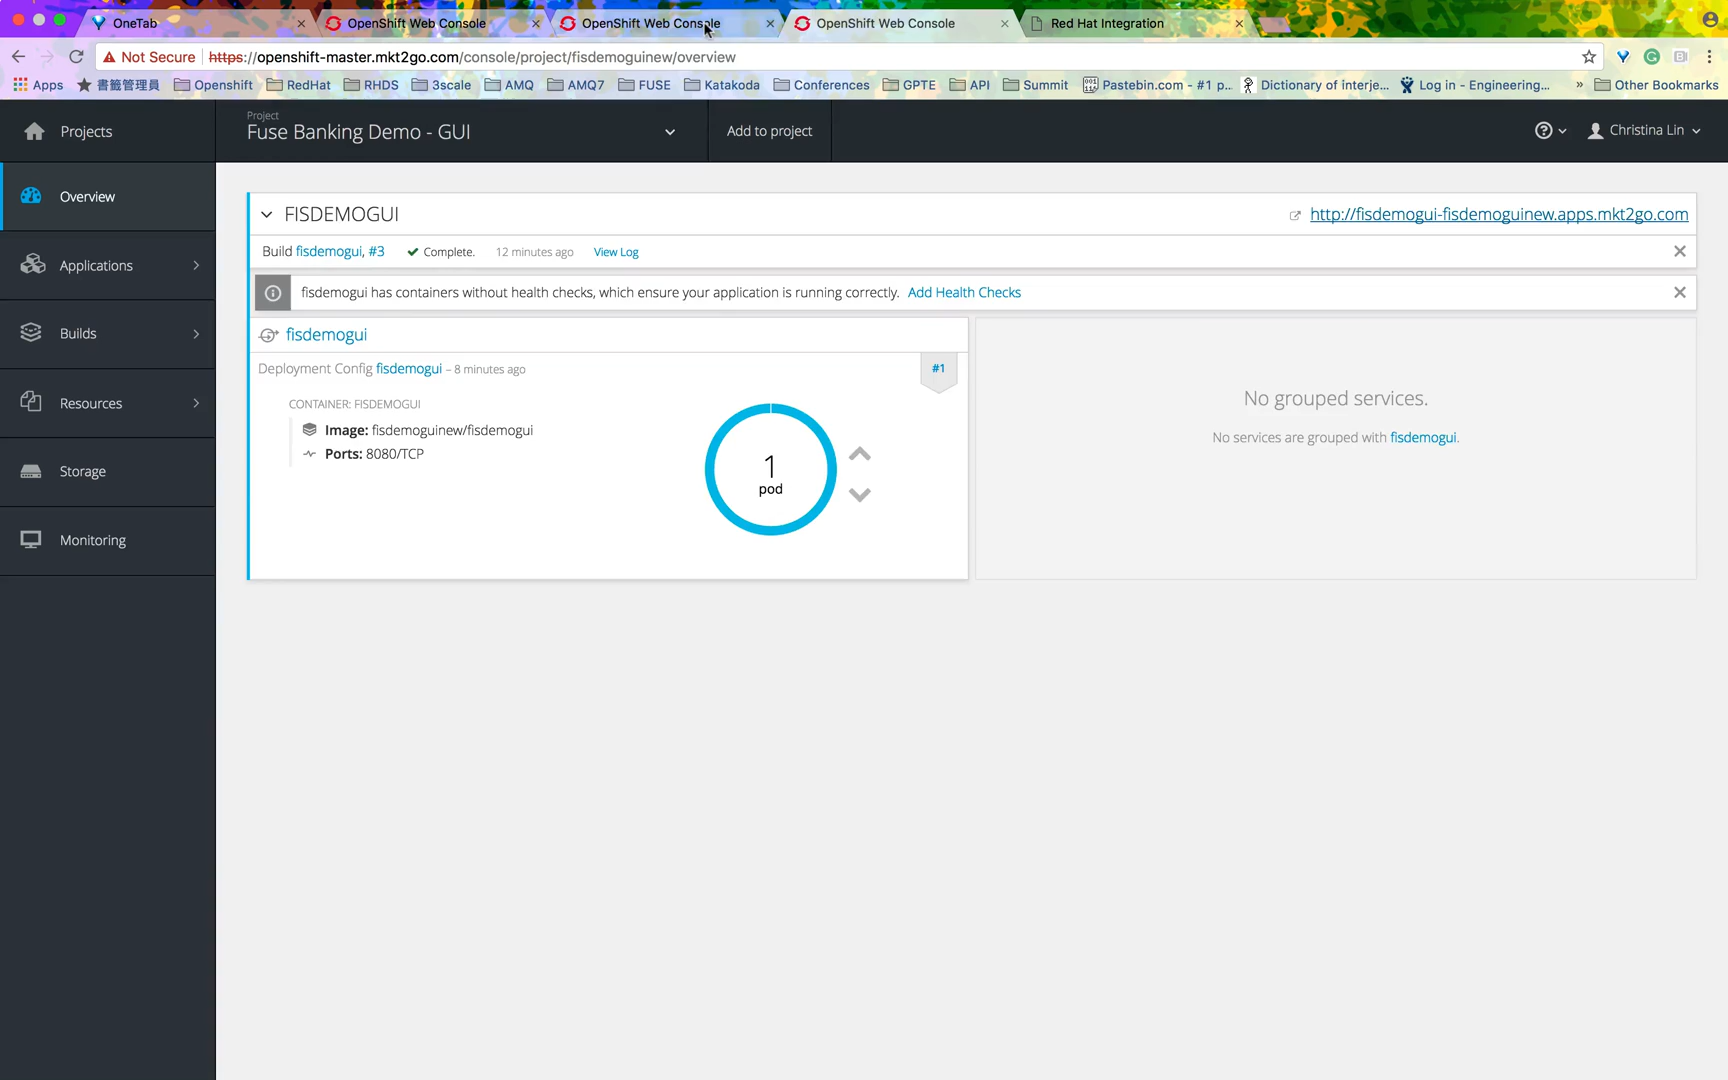 OneTab
OpenShift Web Console
OpenShift Web Console
OpenShift Web Console
Red Hat Integration
Not Secure https://openshift-master.mkt2go.com/console/project/fisdemoguinew/overview
Apps 書籤管理員 Openshift RedHat RHDS 3scale AMQ AMQ7 FUSE Katakoda Conferences GPTE API Summit Pastebin.com - #1 p... Dictionary of interje... Log in - Engineering... » Other Bookmarks
Projects
Project
Fuse Banking Demo - GUI
Add to project
Christina Lin
Overview
Applications
Builds
Resources
Storage
Monitoring
FISDEMOGUI
http://fisdemogui-fisdemoguinew.apps.mkt2go.com
Build fisdemogui, #3 Complete. 12 minutes ago View Log
fisdemogui has containers without health checks, which ensure your application is running correctly. Add Health Checks
fisdemogui
Deployment Config fisdemogui – 8 minutes ago
#1
CONTAINER: FISDEMOGUI
Image: fisdemoguinew/fisdemogui
Ports: 8080/TCP
1
pod
No grouped services.
No services are grouped with fisdemogui.